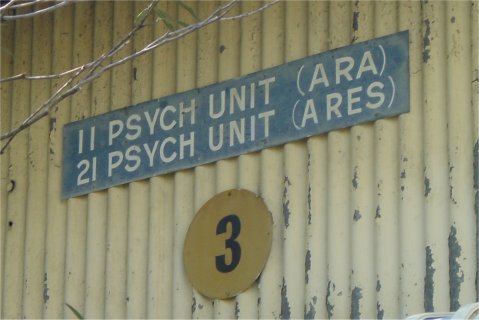 11 PSYCH UNIT (ARA)
21 PSYCH UNIT (ARES)
3